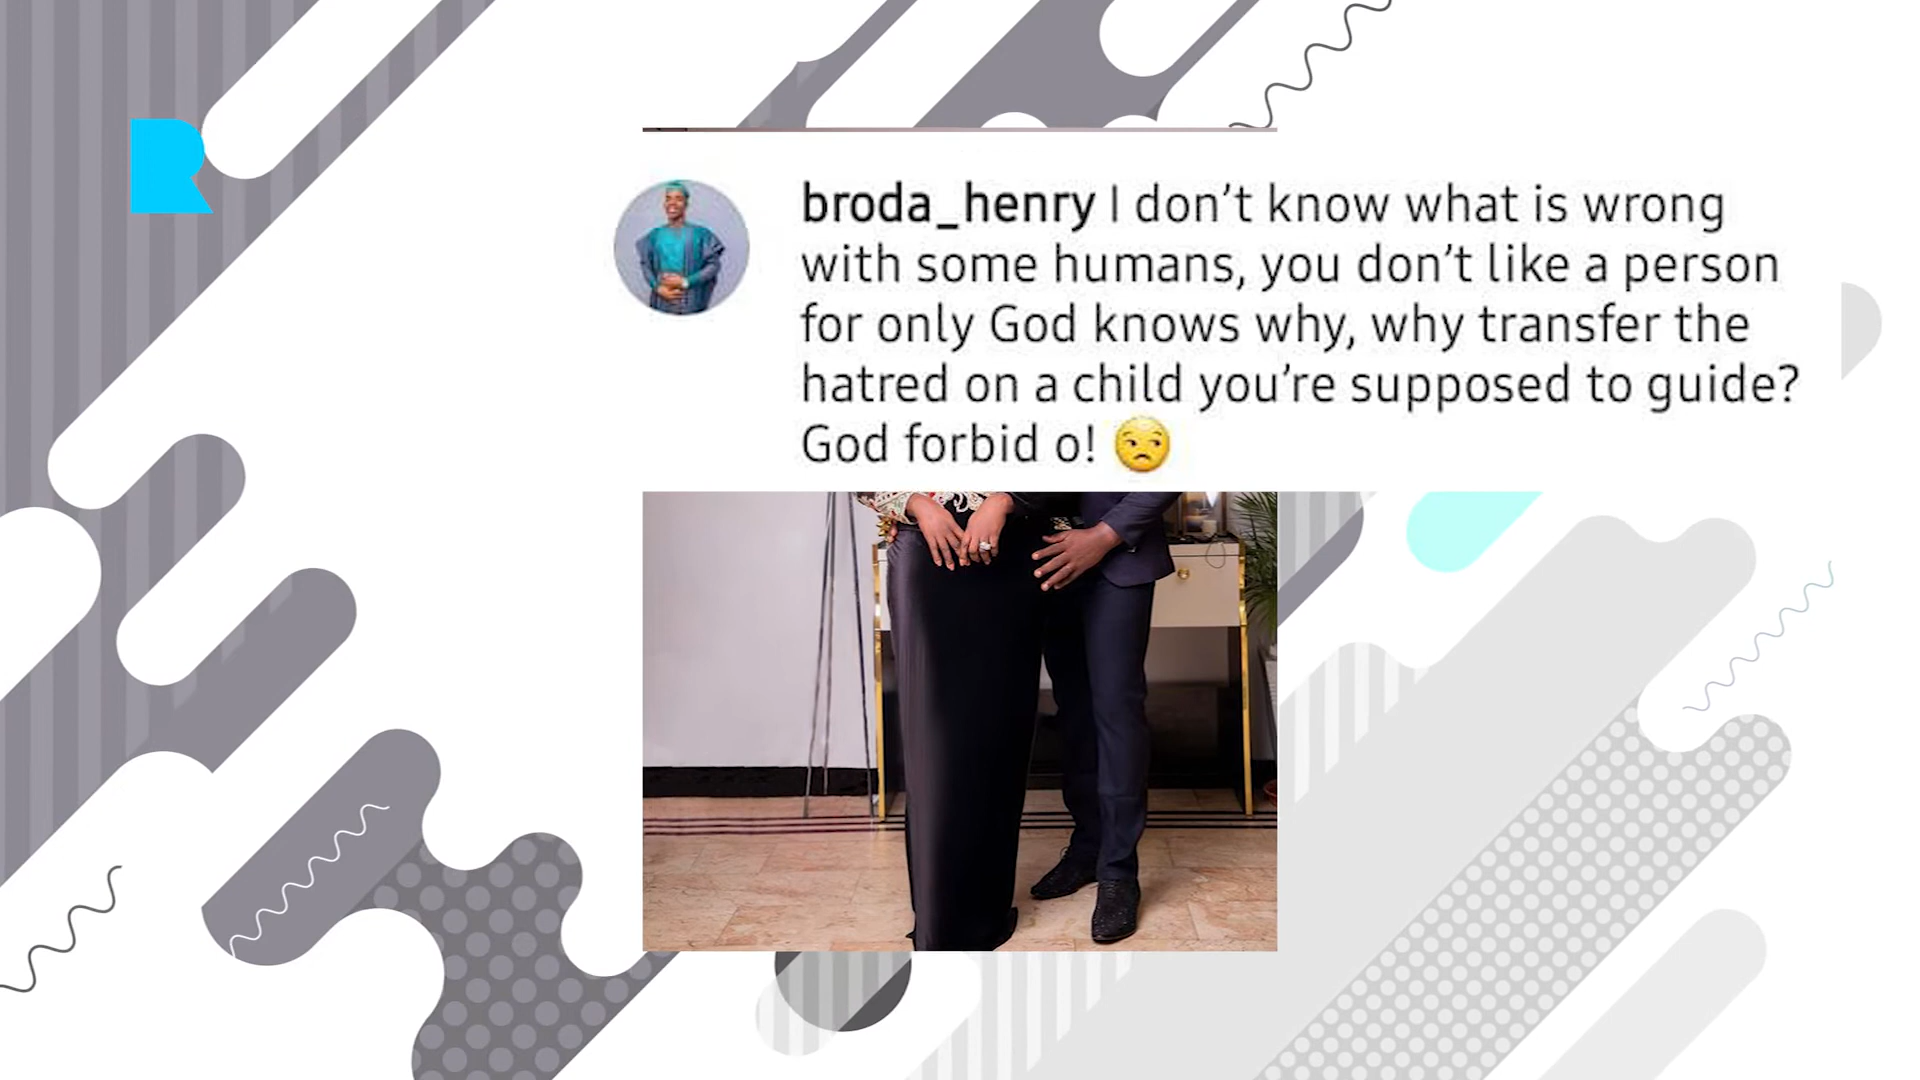 R
broda_henry I don't know what is wrong
with some humans, you don't like a person
for only God knows why, why transfer the
hatred on a child you're supposed to guide?
God forbid o! 😒